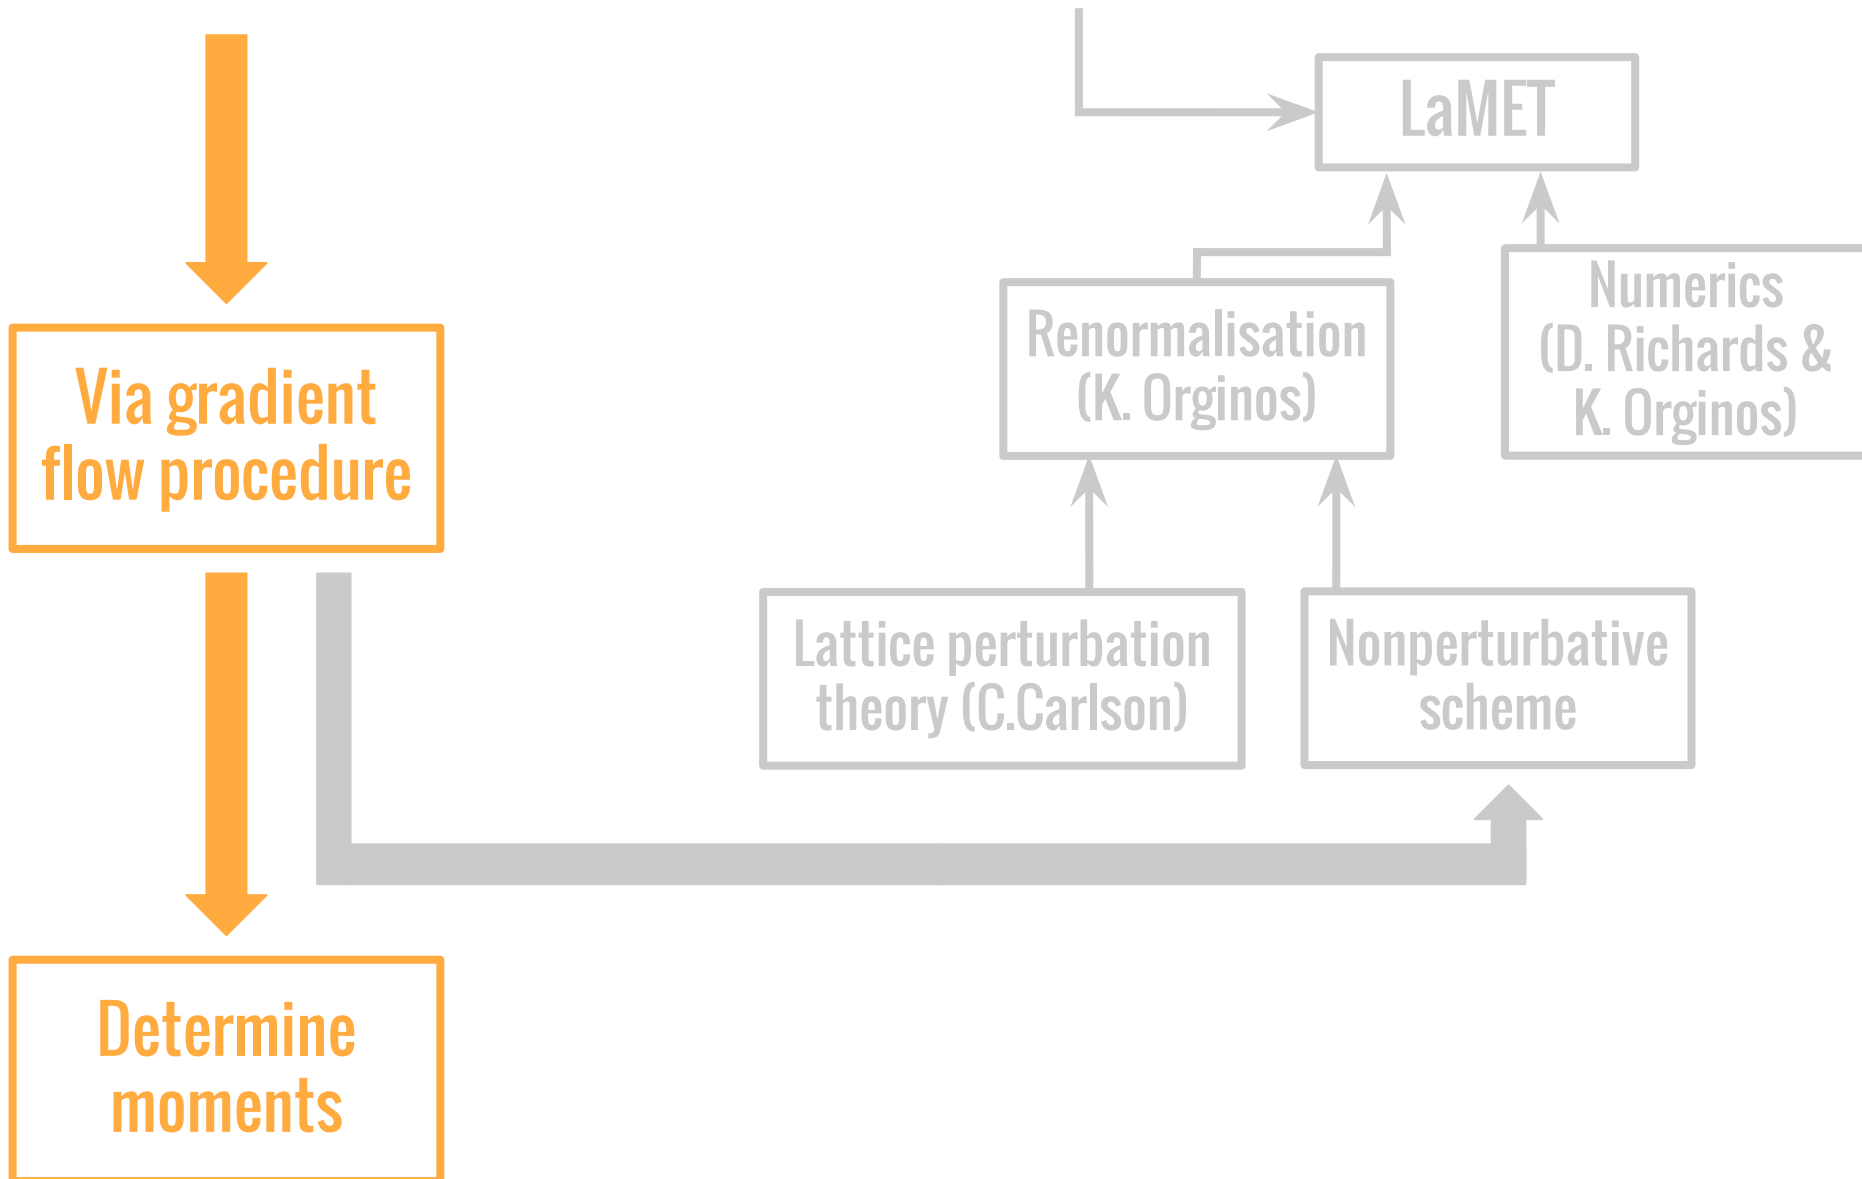 LaMET
Numerics
(D. Richards &
K. Orginos)
Renormalisation
(K. Orginos)
Via gradient
flow procedure
Lattice perturbation
theory (C.Carlson)
Nonperturbative
scheme
Determine
moments